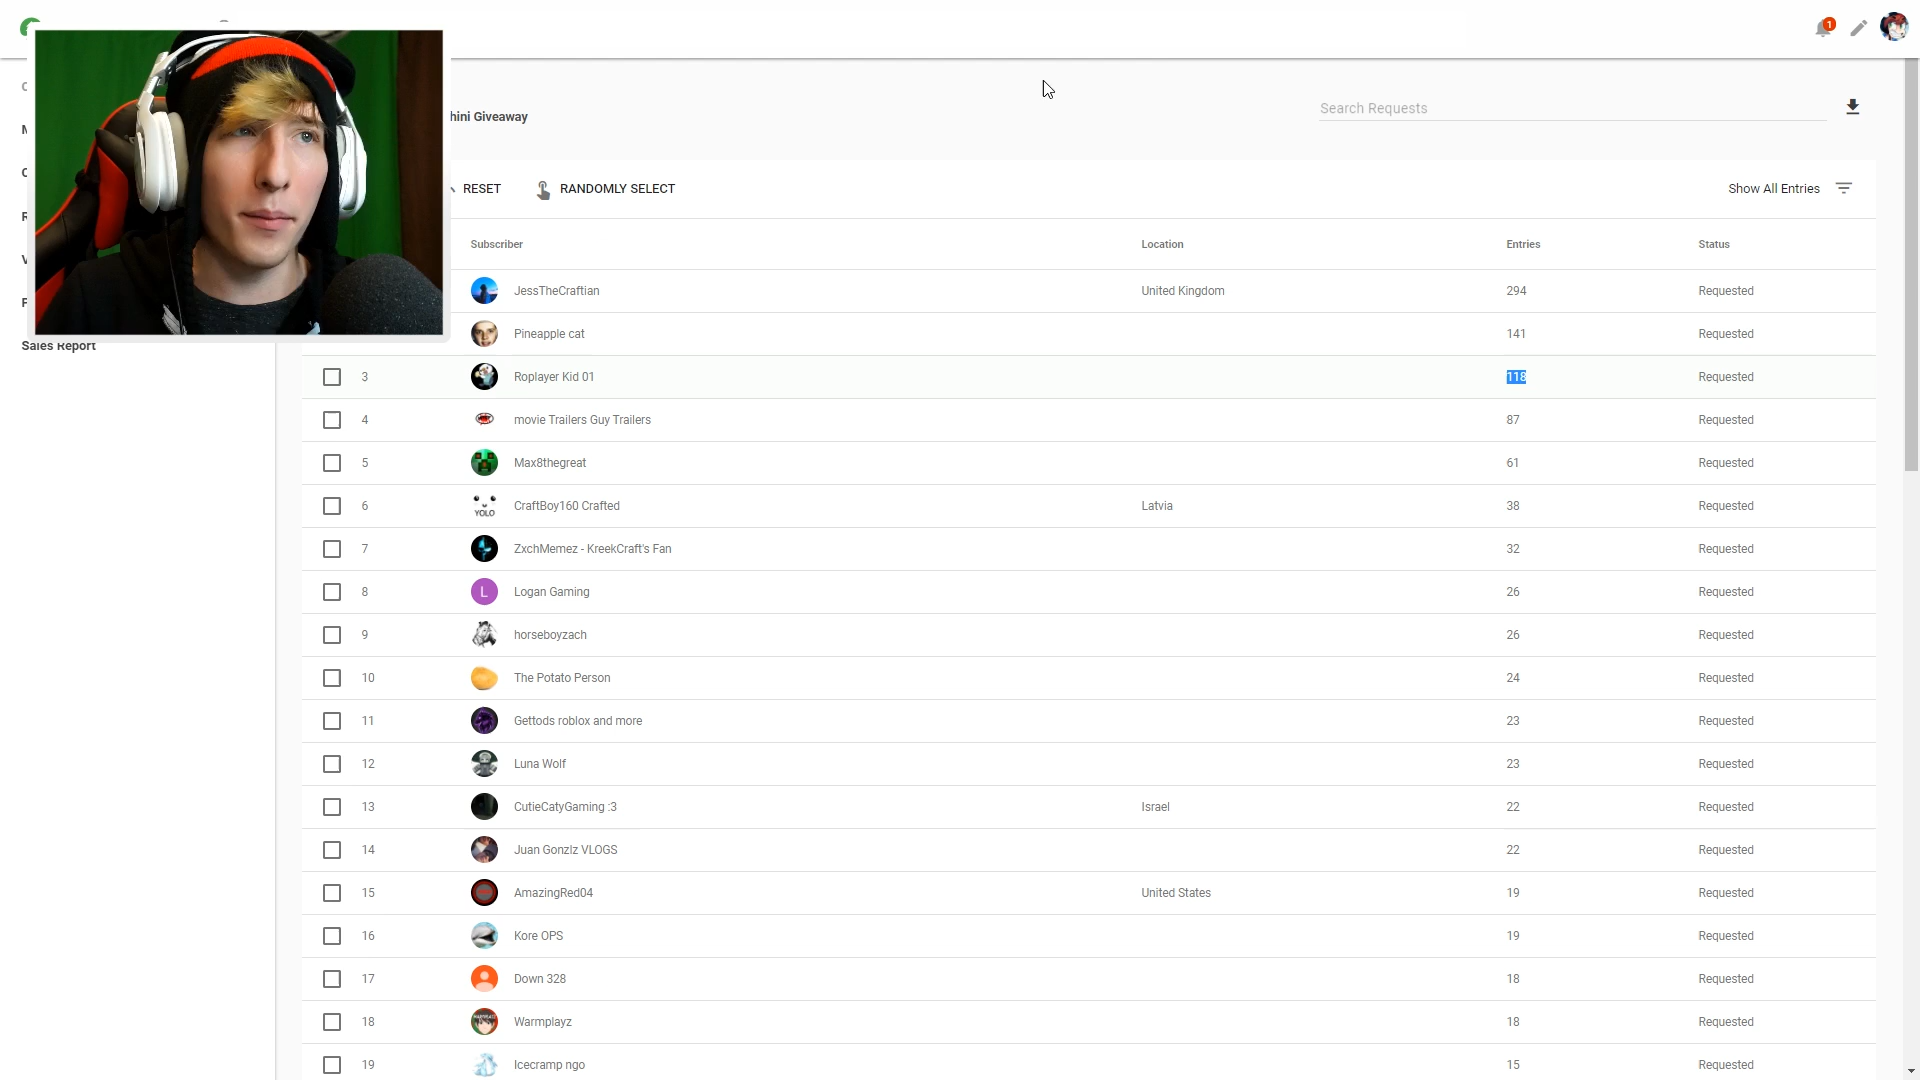 1
hini Giveaway
Search Requests
RESET
RANDOMLY SELECT
Show All Entries
Subscriber Location Entries Status
JessTheCraftian United Kingdom 294 Requested
Pineapple cat 141 Requested
3 Roplayer Kid 01 118 Requested
4 movie Trailers Guy Trailers 87 Requested
5 Max8thegreat 61 Requested
6 YOLO CraftBoy160 Crafted Latvia 38 Requested
7 ZxchMemez - KreekCraft's Fan 32 Requested
8 L Logan Gaming 26 Requested
9 horseboyzach 26 Requested
10 The Potato Person 24 Requested
11 Gettods roblox and more 23 Requested
12 Luna Wolf 23 Requested
13 CutieCatyGaming :3 Israel 22 Requested
14 Juan Gonzlz VLOGS 22 Requested
15 AmazingRed04 United States 19 Requested
16 Kore OPS 19 Requested
17 Down 328 18 Requested
18 Warmplayz 18 Requested
19 Icecramp ngo 15 Requested
Sales Report